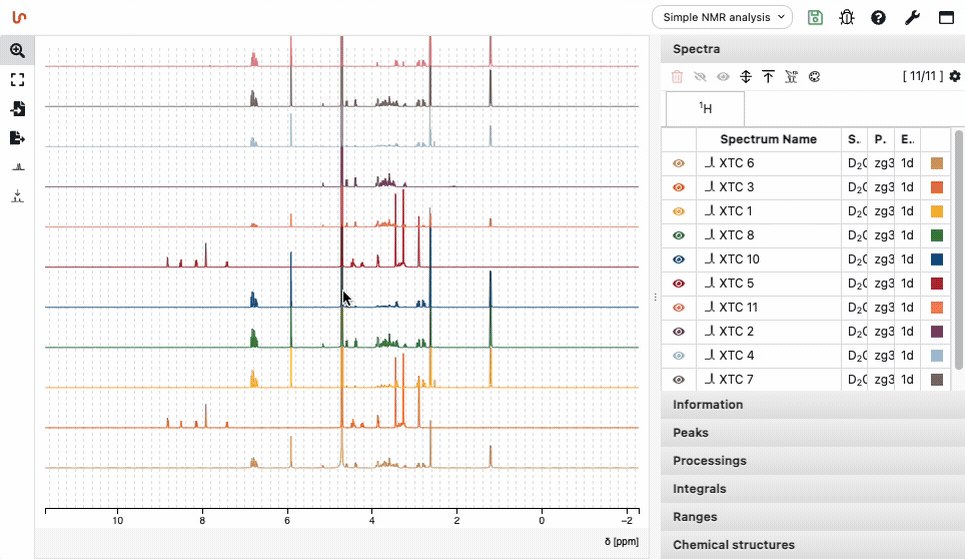 Simple NMR analysis
Spectra
[ 11/11 ]
¹H
Spectrum Name S.. P. E..
XTC 6 D₂C zg3 1d
XTC 3 D₂C zg3 1d
XTC 1 D₂C zg3 1d
XTC 8 D₂C zg3 1d
XTC 10 D₂C zg3 1d
XTC 5 D₂C zg3 1d
XTC 11 D₂C zg3 1d
XTC 2 D₂C zg3 1d
XTC 4 D₂C zg3 1d
XTC 7 D₂C zg3 1d
Information
Peaks
Processings
Integrals
Ranges
Chemical structures
10 8 6 4 2 0 −2
δ [ppm]